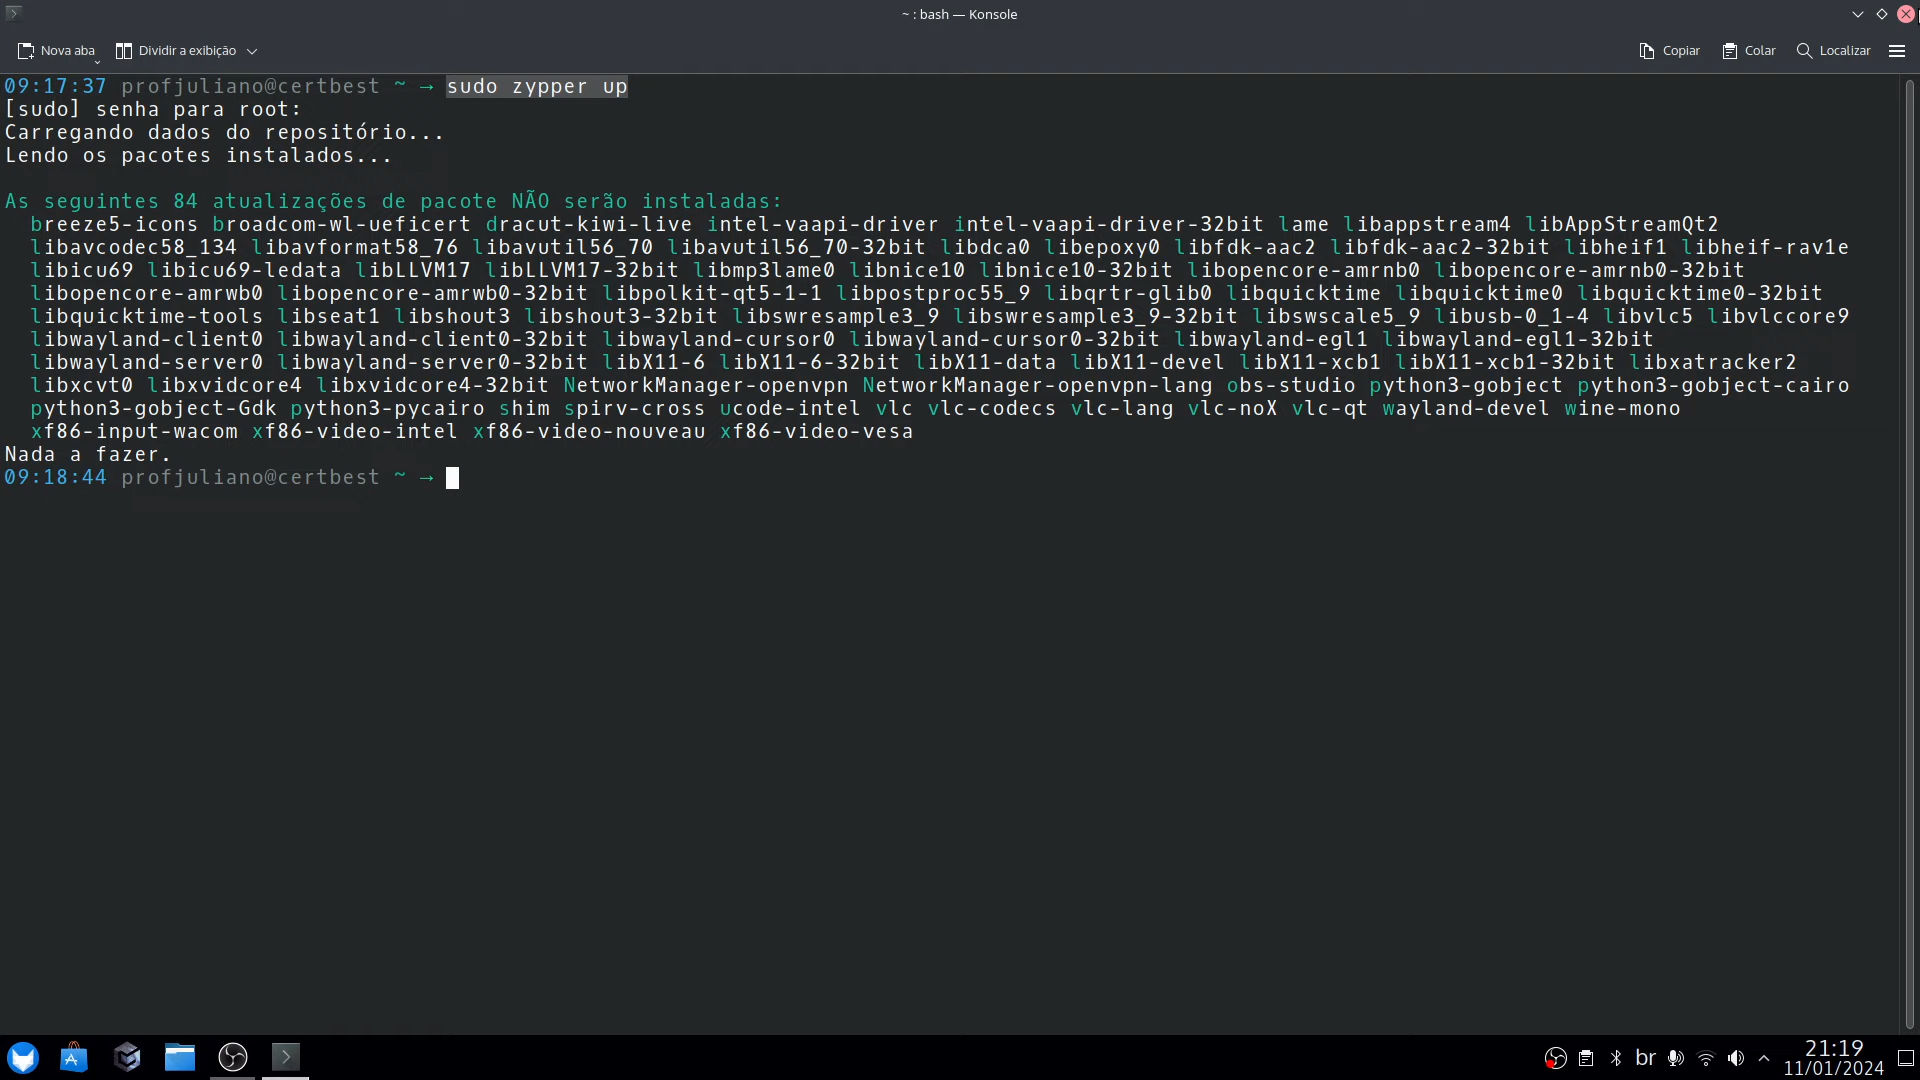 ~ : bash — Konsole
Nova aba Dividir a exibição Copiar Colar Localizar
09:17:37 profjuliano@certbest ~ → sudo zypper up
[sudo] senha para root:
Carregando dados do repositório...
Lendo os pacotes instalados...
As seguintes 84 atualizações de pacote NÃO serão instaladas:
breeze5-icons broadcom-wl-ueficert dracut-kiwi-live intel-vaapi-driver intel-vaapi-driver-32bit lame libappstream4 libAppStreamQt2
libavcodec58_134 libavformat58_76 libavutil56_70 libavutil56_70-32bit libdca0 libepoxy0 libfdk-aac2 libfdk-aac2-32bit libheif1 libheif-rav1e
libicu69 libicu69-ledata libLLVM17 libLLVM17-32bit libmp3lame0 libnice10 libnice10-32bit libopencore-amrnb0 libopencore-amrnb0-32bit
libopencore-amrwb0 libopencore-amrwb0-32bit libpolkit-qt5-1-1 libpostproc55_9 libqrtr-glib0 libquicktime libquicktime0 libquicktime0-32bit
libquicktime-tools libseat1 libshout3 libshout3-32bit libswresample3_9 libswresample3_9-32bit libswscale5_9 libusb-0_1-4 libvlc5 libvlccore9
libwayland-client0 libwayland-client0-32bit libwayland-cursor0 libwayland-cursor0-32bit libwayland-egl1 libwayland-egl1-32bit
libwayland-server0 libwayland-server0-32bit libX11-6 libX11-6-32bit libX11-data libX11-devel libX11-xcb1 libX11-xcb1-32bit libxatracker2
libxcvt0 libxvidcore4 libxvidcore4-32bit NetworkManager-openvpn NetworkManager-openvpn-lang obs-studio python3-gobject python3-gobject-cairo
python3-gobject-Gdk python3-pycairo shim spirv-cross ucode-intel vlc vlc-codecs vlc-lang vlc-noX vlc-qt wayland-devel wine-mono
xf86-input-wacom xf86-video-intel xf86-video-nouveau xf86-video-vesa
Nada a fazer.
09:18:44 profjuliano@certbest ~ →
br 21:19
11/01/2024